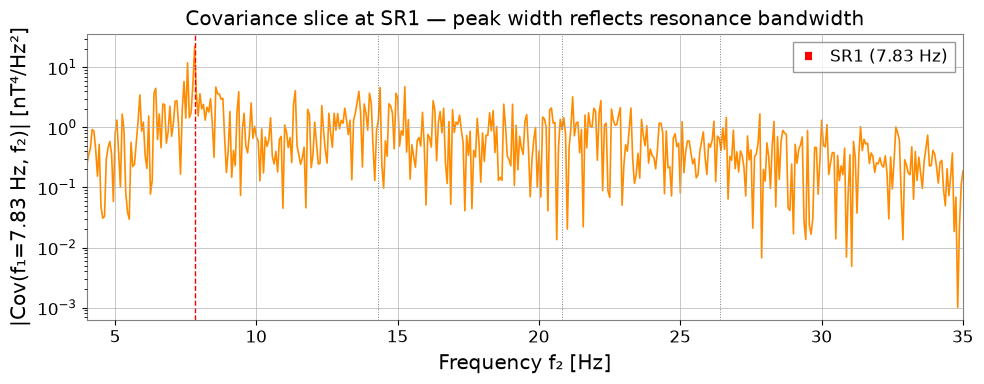 Covariance slice at SR1 — peak width reflects resonance bandwidth
|Cov(f₁=7.83 Hz, f₂)| [nT⁴/Hz²]
10¹
10⁰
10⁻¹
10⁻²
10⁻³
SR1 (7.83 Hz)
5 10 15 20 25 30 35
Frequency f₂ [Hz]